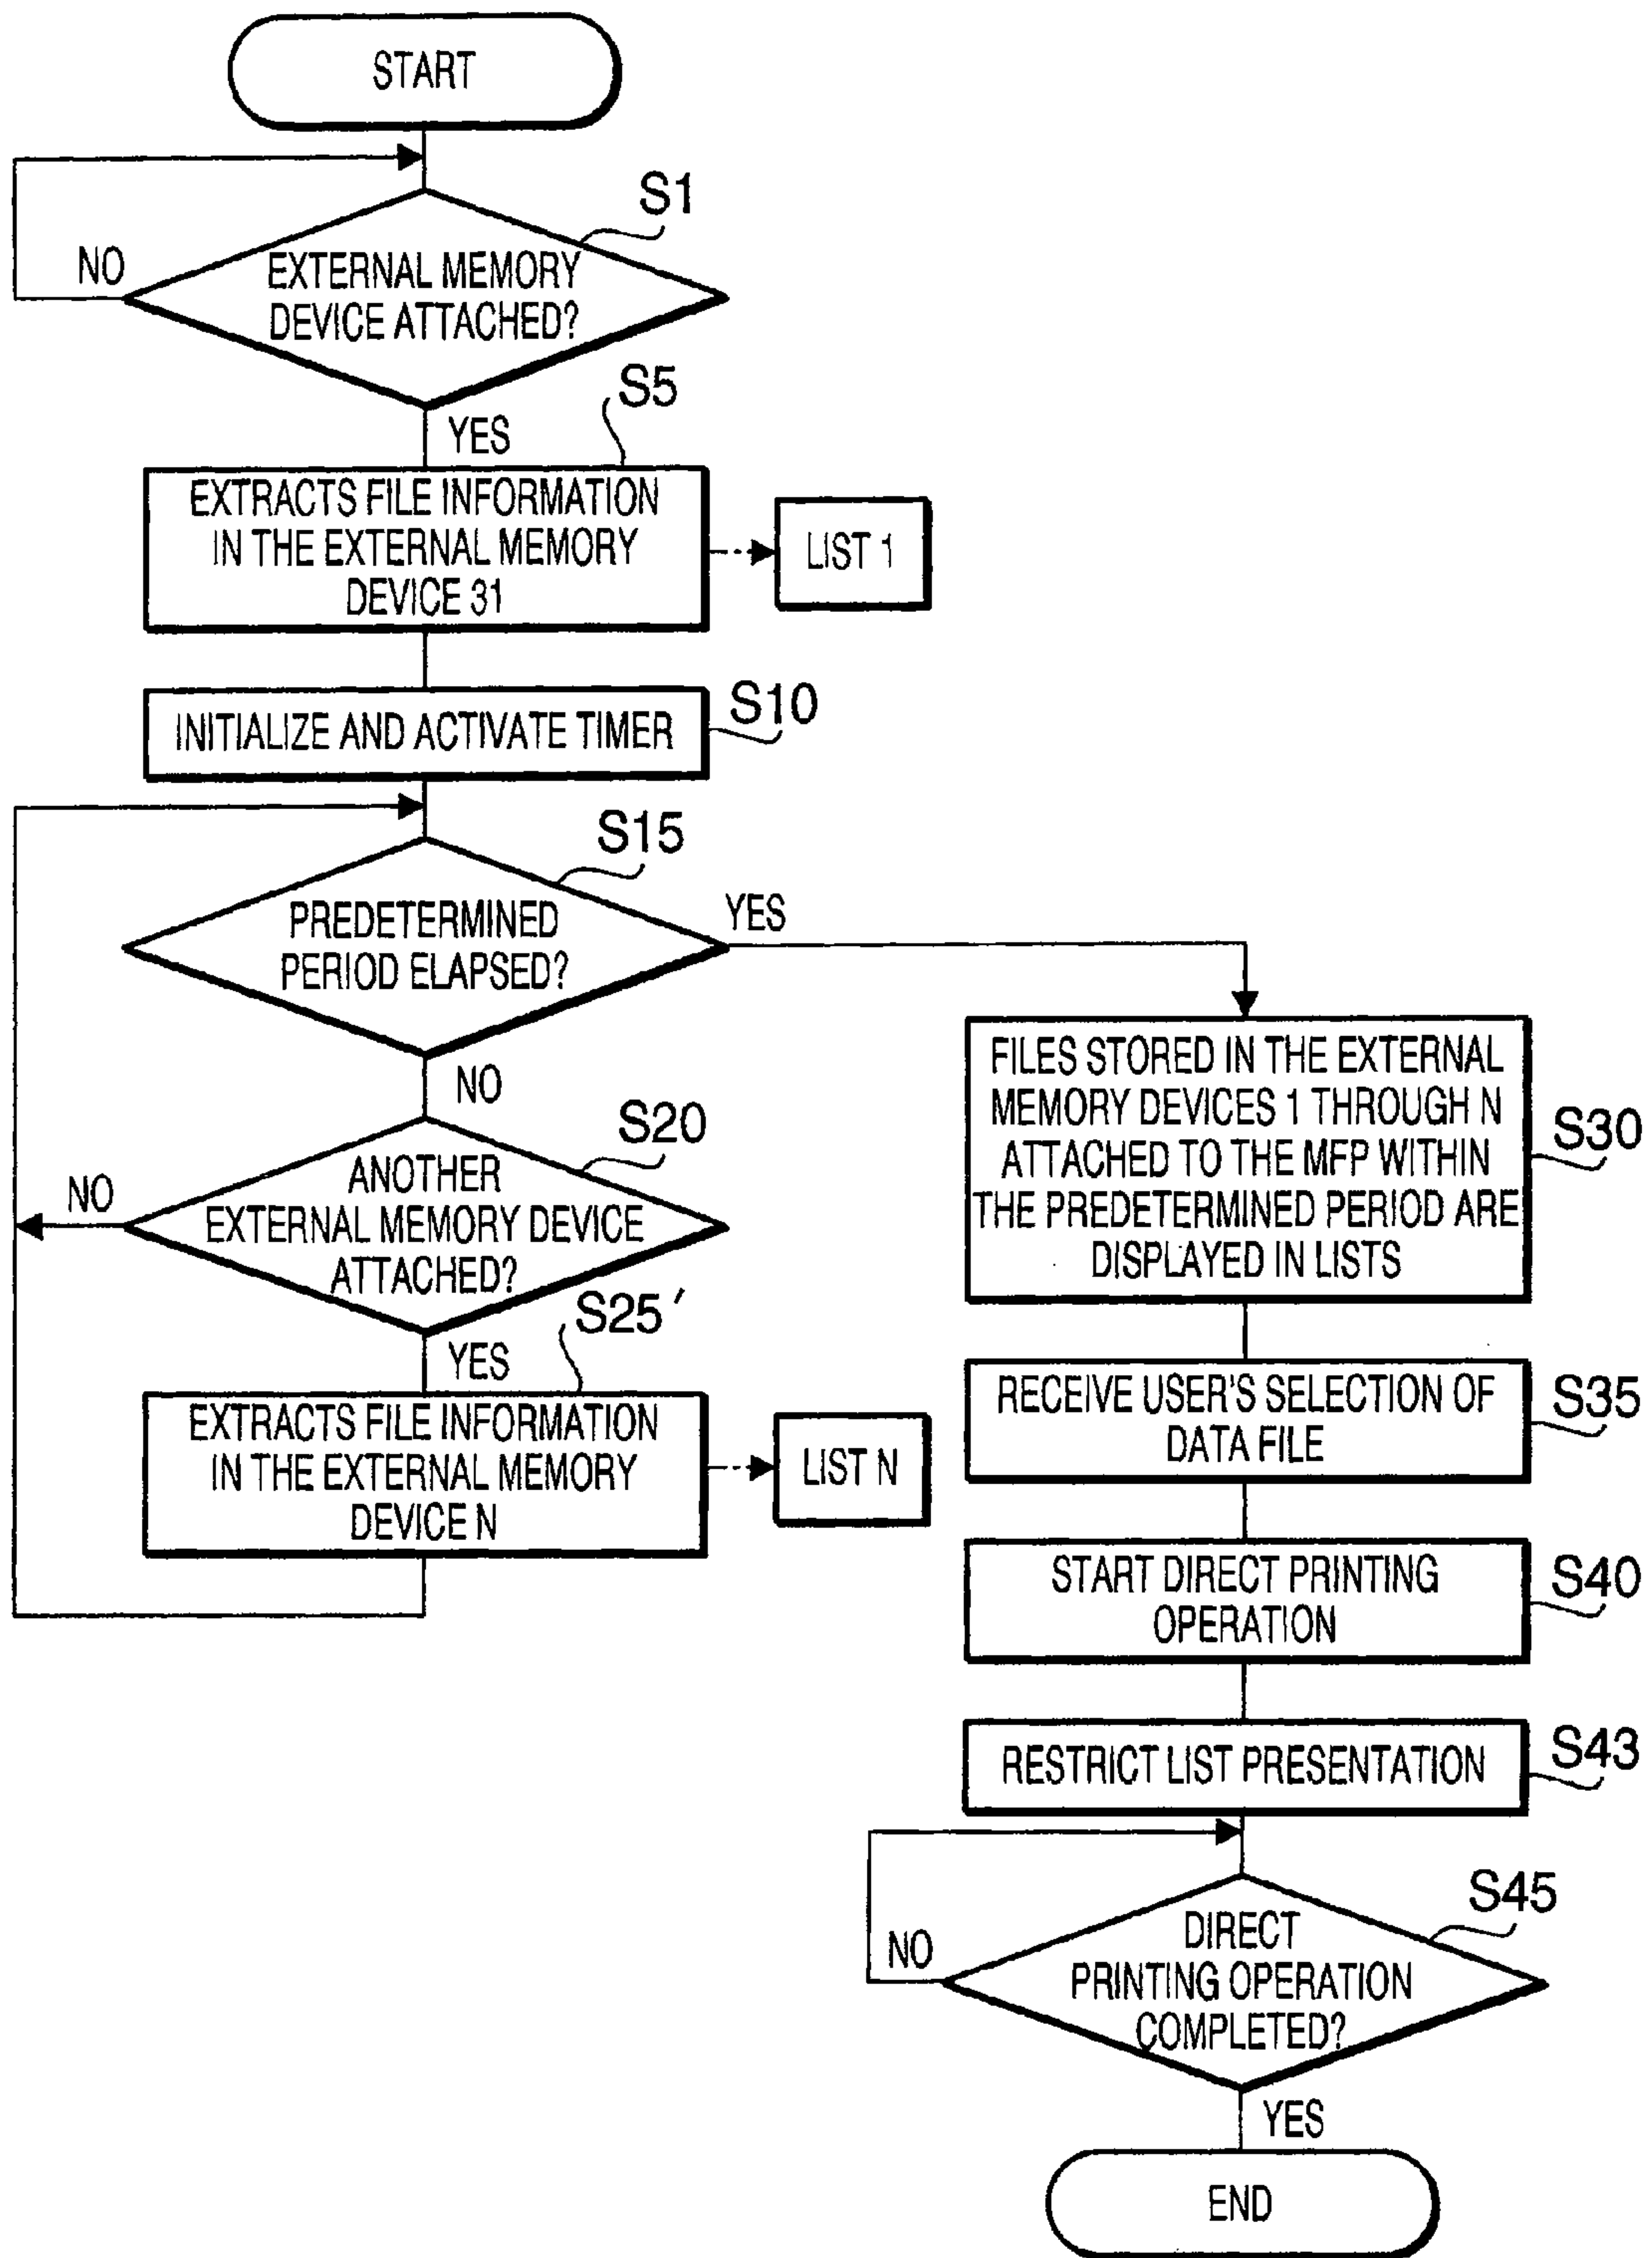 START
S1
NO
EXTERNAL MEMORY
DEVICE ATTACHED?
YES
S5
EXTRACTS FILE INFORMATION
IN THE EXTERNAL MEMORY
DEVICE 31
LIST 1
S10
INITIALIZE AND ACTIVATE TIMER
S15
PREDETERMINED
PERIOD ELAPSED?
YES
NO
S20
ANOTHER
EXTERNAL MEMORY DEVICE
ATTACHED?
NO
YES
S25′
EXTRACTS FILE INFORMATION
IN THE EXTERNAL MEMORY
DEVICE N
LIST N
FILES STORED IN THE EXTERNAL
MEMORY DEVICES 1 THROUGH N
ATTACHED TO THE MFP WITHIN
THE PREDETERMINED PERIOD ARE
DISPLAYED IN LISTS
S30
RECEIVE USER'S SELECTION OF
DATA FILE
S35
START DIRECT PRINTING
OPERATION
S40
RESTRICT LIST PRESENTATION
S43
S45
DIRECT
PRINTING OPERATION
COMPLETED?
NO
YES
END